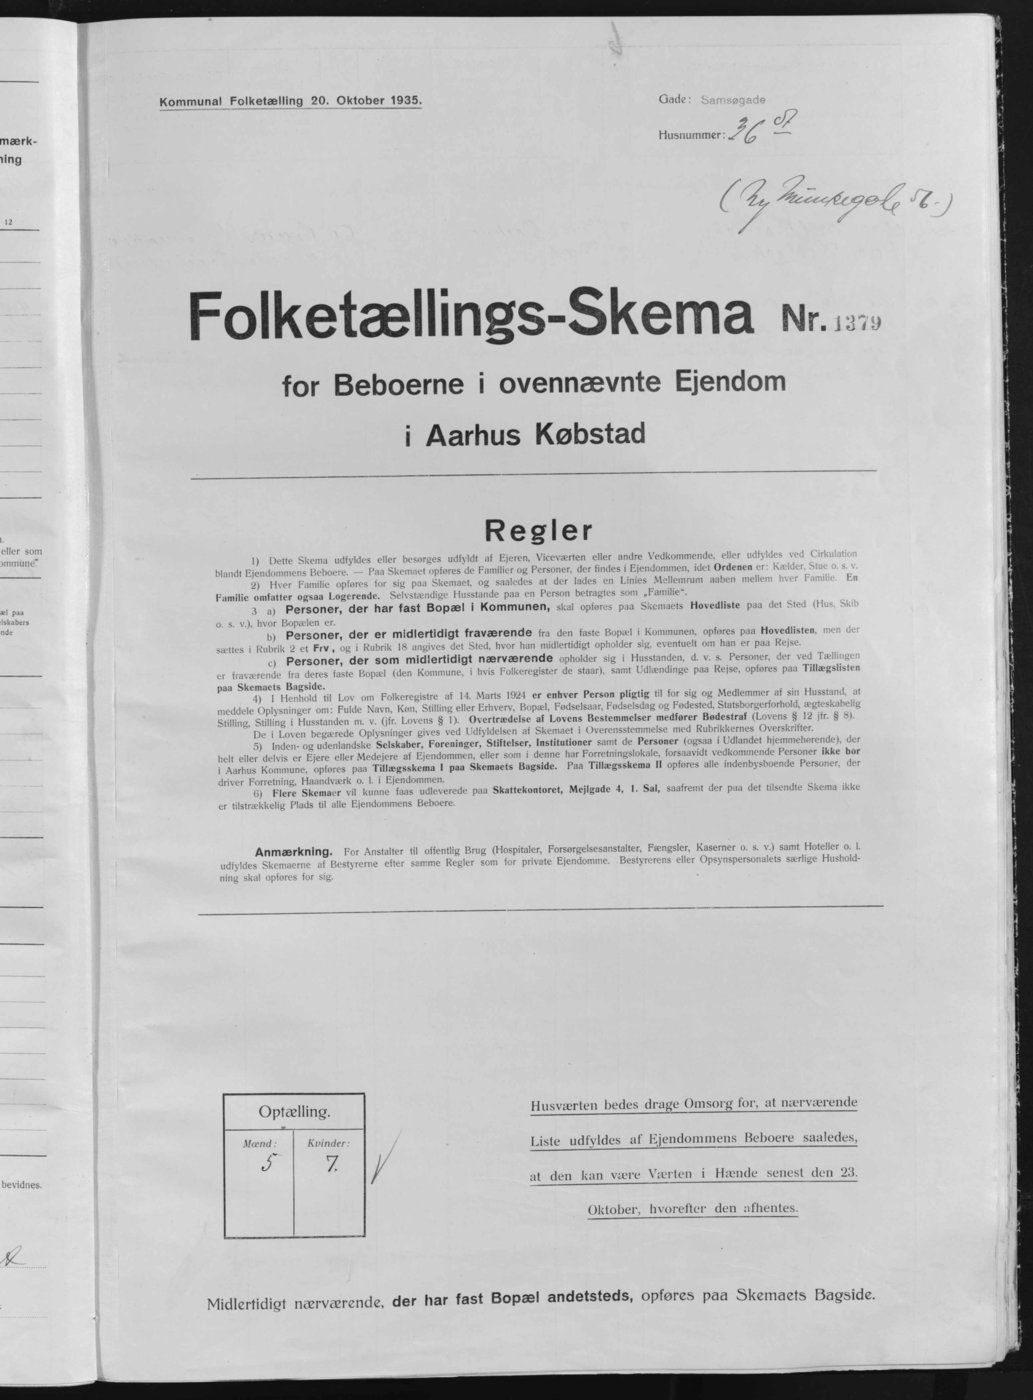 Kommunal Folketælling 20. Oktober 1935.
Gade: Samsøgade
Husnummer: 36 St
(Ny Munkegade 56.)
Folketællings-Skema Nr. 1379
for Beboerne i ovennævnte Ejendom
i Aarhus Købstad
Regler
1) Dette Skema udfyldes eller besørges udfyldt af Ejeren, Viceværten eller andre Vedkommende, eller udfyldes ved Cirkulation
blandt Ejendommens Beboere. — Paa Skemaet opføres de Familier og Personer, der findes i Ejendommen, idet Ordenen er: Kælder, Stue o. s. v.
2) Hver Familie opføres for sig paa Skemaet, og saaledes at der lades en Linies Mellemrum aaben mellem hver Familie. En
Familie omfatter ogsaa Logerende. Selvstændige Husstande paa en Person betragtes som „Familie".
3 a) Personer, der har fast Bopæl i Kommunen, skal opføres paa Skemaets Hovedliste paa det Sted (Hus, Skib
o. s. v.), hvor Bopælen er.
b) Personer, der er midlertidigt fraværende fra den faste Bopæl i Kommunen, opføres paa Hovedlisten, men der
sættes i Rubrik 2 et Frv, og i Rubrik 18 angives det Sted, hvor han midlertidigt opholder sig, eventuelt om han er paa Rejse.
c) Personer, der som midlertidigt nærværende opholder sig i Husstanden, d. v. s. Personer, der ved Tællingen
er fraværende fra deres faste Bopæl (den Kommune, i hvis Folkeregister de staar), samt Udlændinge paa Rejse, opføres paa Tillægslisten
paa Skemaets Bagside.
4) I Henhold til Lov om Folkeregistre af 14. Marts 1924 er enhver Person pligtig til for sig og Medlemmer af sin Husstand, at
meddele Oplysninger om: Fulde Navn, Køn, Stilling eller Erhverv, Bopæl, Fødselsaar, Fødselsdag og Fødested, Statsborgerforhold, ægteskabelig
Stilling, Stilling i Husstanden m. v. (jfr. Lovens § 1). Overtrædelse af Lovens Bestemmelser medfører Bødestraf (Lovens § 12 jfr. § 8).
De i Loven begærede Oplysninger gives ved Udfyldelsen af Skemaet i Overensstemmelse med Rubrikkernes Overskrifter.
5) Inden- og udenlandske Selskaber, Foreninger, Stiftelser, Institutioner samt de Personer (ogsaa i Udlandet hjemmehørende), der
helt eller delvis er Ejere eller Medejere af Ejendommen, eller som i denne har Forretningslokale, forsaavidt vedkommende Personer ikke bor
i Aarhus Kommune, opføres paa Tillægsskema I paa Skemaets Bagside. Paa Tillægsskema II opføres alle indenbysboende Personer, der
driver Forretning, Haandværk o. l. i Ejendommen.
6) Flere Skemaer vil kunne faas udleverede paa Skattekontoret, Mejlgade 4, 1. Sal, saafremt der paa det tilsendte Skema ikke
er tilstrækkelig Plads til alle Ejendommens Beboere.
Anmærkning. For Anstalter til offentlig Brug (Hospitaler, Forsørgelsesanstalter, Fængsler, Kaserner o. s. v.) samt Hoteller o. l.
udfyldes Skemaerne af Bestyrerne efter samme Regler som for private Ejendomme. Bestyrerens eller Opsynspersonalets særlige Hushold-
ning skal opføres for sig.
Optælling.
Mænd: Kvinder:
5 7.
Husværten bedes drage Omsorg for, at nærværende
Liste udfyldes af Ejendommens Beboere saaledes,
at den kan være Værten i Hænde senest den 23.
Oktober, hvorefter den afhentes.
Midlertidigt nærværende, der har fast Bopæl andetsteds, opføres paa Skemaets Bagside.
mærk-
ning
12
eller som
ommune."
æl paa
elskabers
nde
bevidnes.